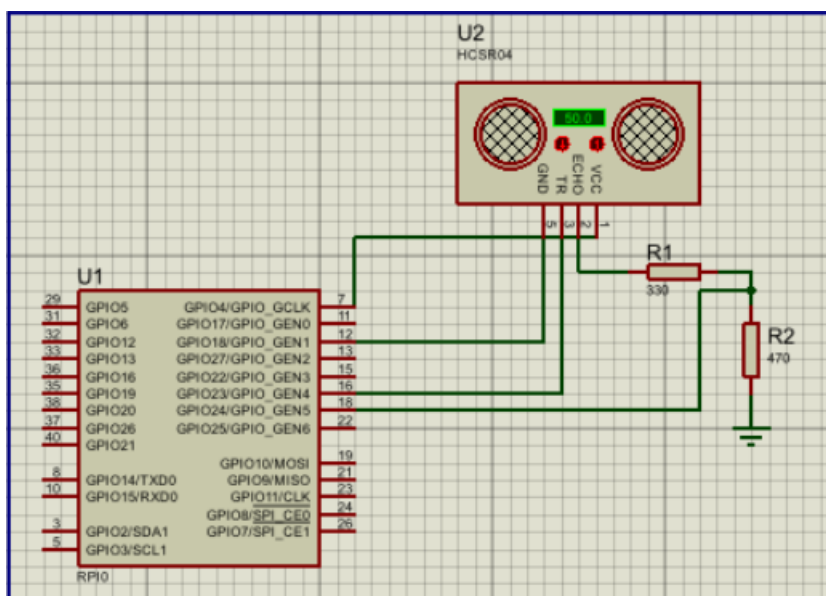 U2
HCSR04
50.0
GND
TR
ECHO
VCC
5
3
2
1
R1
330
R2
470
U1
29 GPIO5 GPIO4/GPIO_GCLK 7
31 GPIO6 GPIO17/GPIO_GEN0 11
32 GPIO12 GPIO18/GPIO_GEN1 12
33 GPIO13 GPIO27/GPIO_GEN2 13
36 GPIO16 GPIO22/GPIO_GEN3 15
35 GPIO19 GPIO23/GPIO_GEN4 16
38 GPIO20 GPIO24/GPIO_GEN5 18
37 GPIO26 GPIO25/GPIO_GEN6 22
40 GPIO21
GPIO10/MOSI 19
8 GPIO14/TXD0 GPIO9/MISO 21
10 GPIO15/RXD0 GPIO11/CLK 23
GPIO8/SPI_CE0 24
3 GPIO2/SDA1 GPIO7/SPI_CE1 26
5 GPIO3/SCL1
RPI0